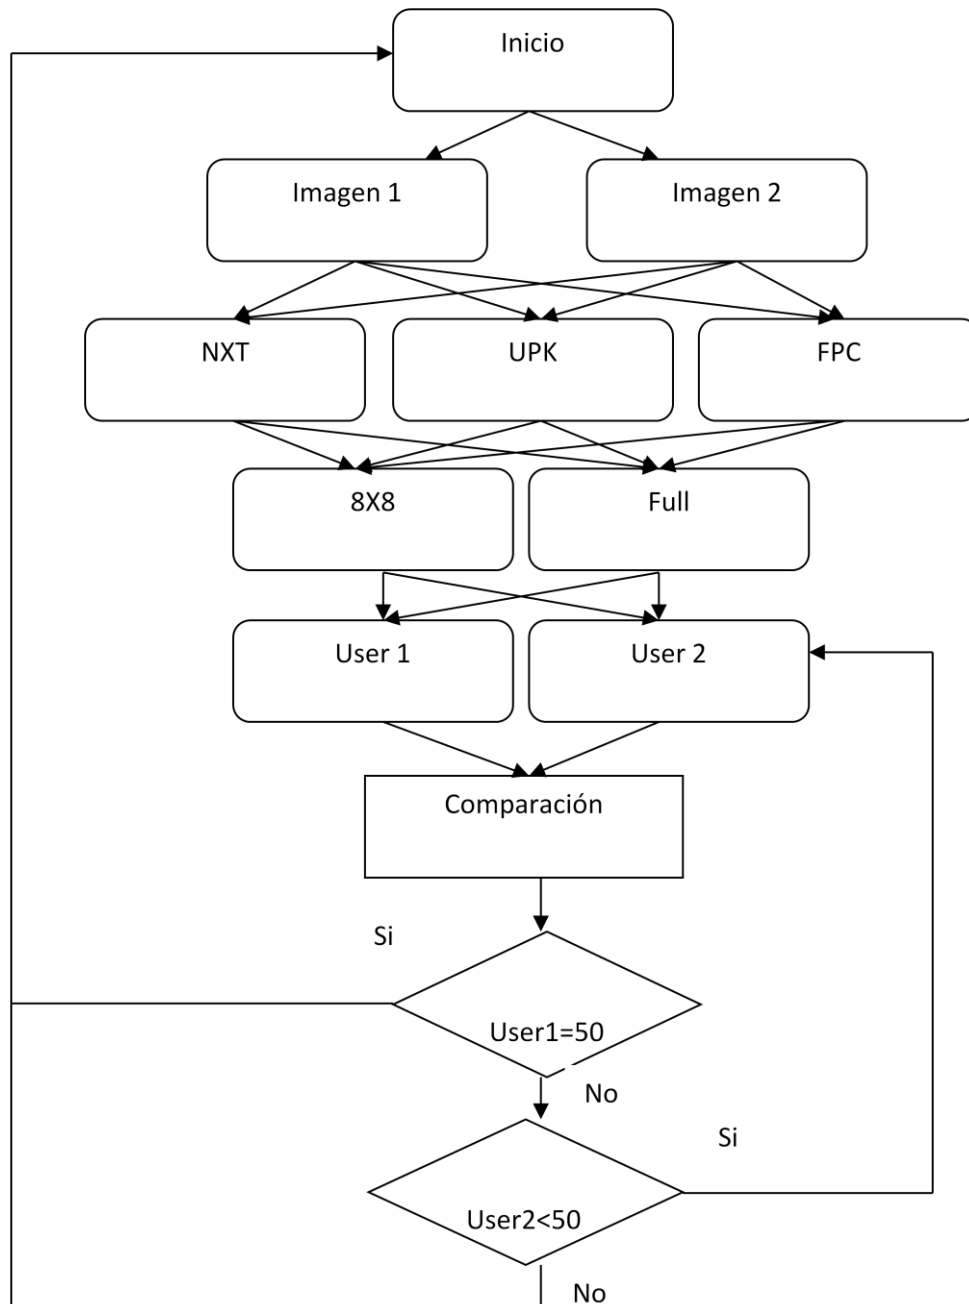 Inicio
Imagen 1
Imagen 2
NXT
UPK
FPC
8X8
Full
User 1
User 2
Comparación
Si
User1=50
No
Si
User2<50
No